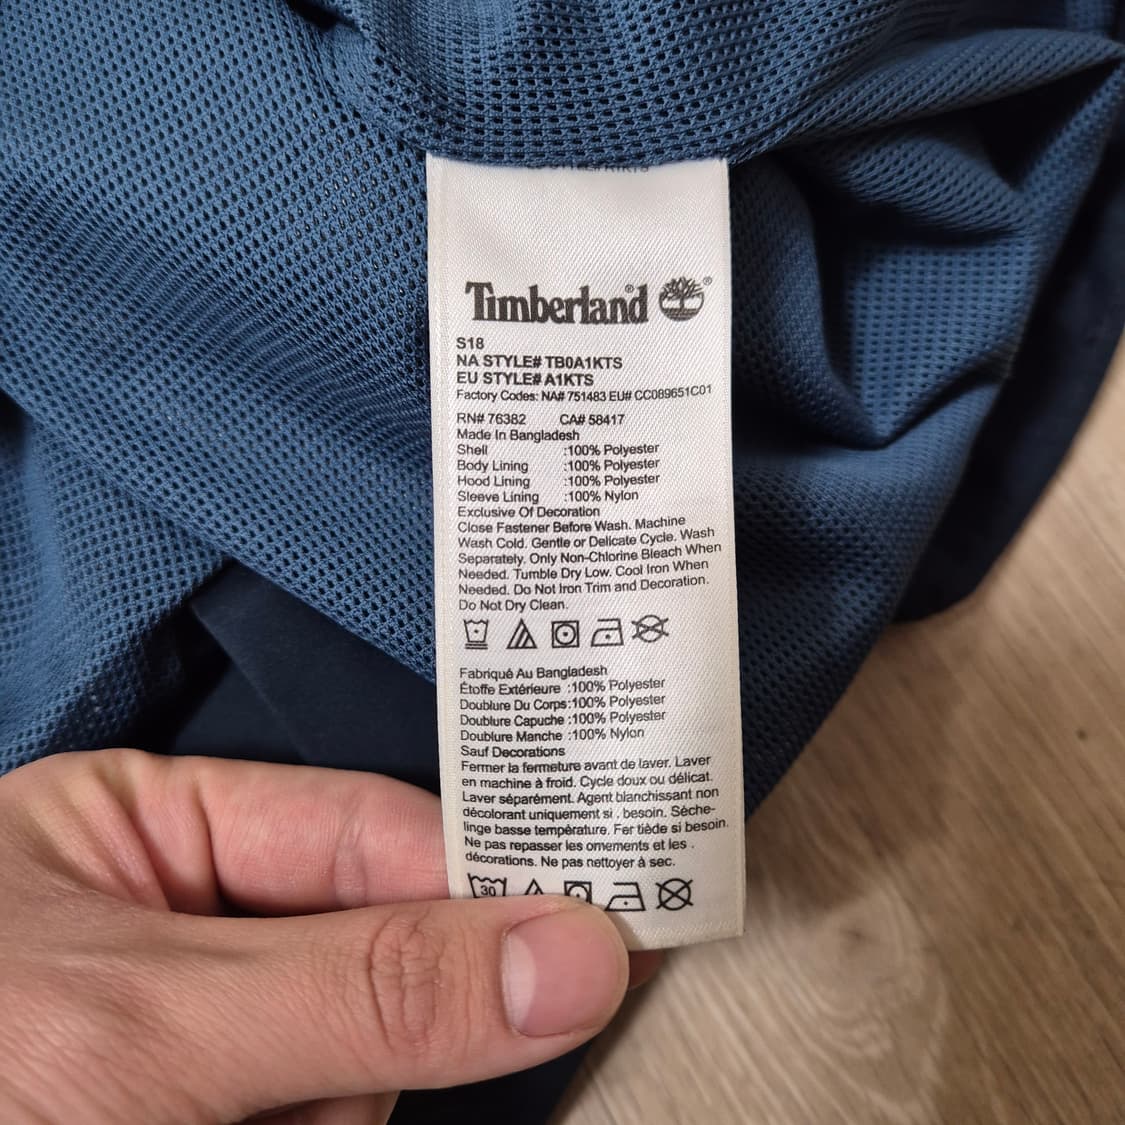 Timberland ®
S18
NA STYLE# TB0A1KTS
EU STYLE# A1KTS
Factory Codes: NA# 751483 EU# CC089651C01
RN# 76382 CA# 58417
Made In Bangladesh
Shell :100% Polyester
Body Lining :100% Polyester
Hood Lining :100% Polyester
Sleeve Lining :100% Nylon
Exclusive Of Decoration
Close Fastener Before Wash. Machine
Wash Cold. Gentle or Delicate Cycle. Wash
Separately. Only Non-Chlorine Bleach When
Needed. Tumble Dry Low. Cool Iron When
Needed. Do Not Iron Trim and Decoration.
Do Not Dry Clean.
Fabriqué Au Bangladesh
Étoffe Extérieure :100% Polyester
Doublure Du Corps:100% Polyester
Doublure Capuche :100% Polyester
Doublure Manche :100% Nylon
Sauf Decorations
Fermer la fermeture avant de laver. Laver
en machine à froid. Cycle doux ou délicat.
Laver séparément. Agent blanchissant non
décolorant uniquement si . besoin. Sèche-
linge basse température. Fer tiède si besoin.
Ne pas repasser les ornements et les .
décorations. Ne pas nettoyer à sec.
30